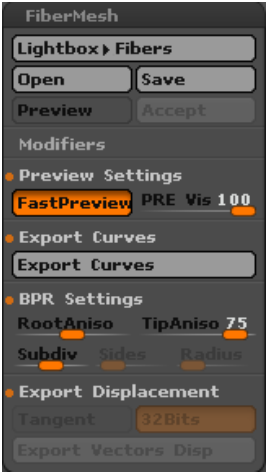 FiberMesh
Lightbox▸Fibers
Open Save
Preview Accept
Modifiers
Preview Settings
FastPreview PRE Vis 100
Export Curves
Export Curves
BPR Settings
RootAniso TipAniso 75
Subdiv Sides Radius
Export Displacement
Tangent 32Bits
Export Vectors Disp